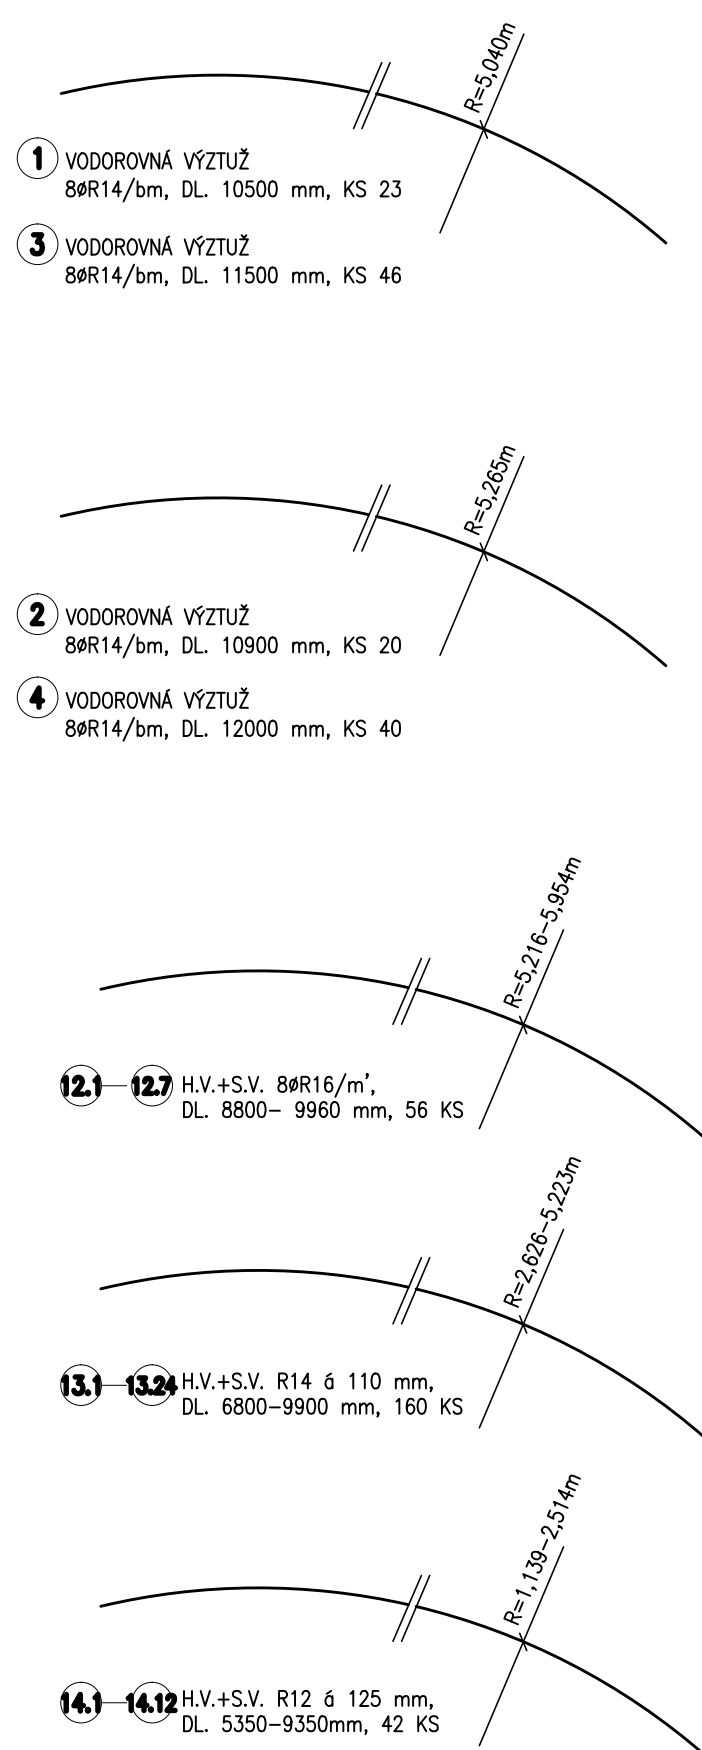 R=5,040m
1 VODOROVNÁ VÝZTUŽ
8øR14/bm, DL. 10500 mm, KS 23
3 VODOROVNÁ VÝZTUŽ
8øR14/bm, DL. 11500 mm, KS 46
R=5,265m
2 VODOROVNÁ VÝZTUŽ
8øR14/bm, DL. 10900 mm, KS 20
4 VODOROVNÁ VÝZTUŽ
8øR14/bm, DL. 12000 mm, KS 40
R=5,216–5,954m
12.1 — 12.7 H.V.+S.V. 8øR16/m',
DL. 8800– 9960 mm, 56 KS
R=2,626–5,223m
13.1 — 13.24 H.V.+S.V. R14 á 110 mm,
DL. 6800–9900 mm, 160 KS
R=1,139–2,514m
14.1 — 14.12 H.V.+S.V. R12 á 125 mm,
DL. 5350–9350mm, 42 KS